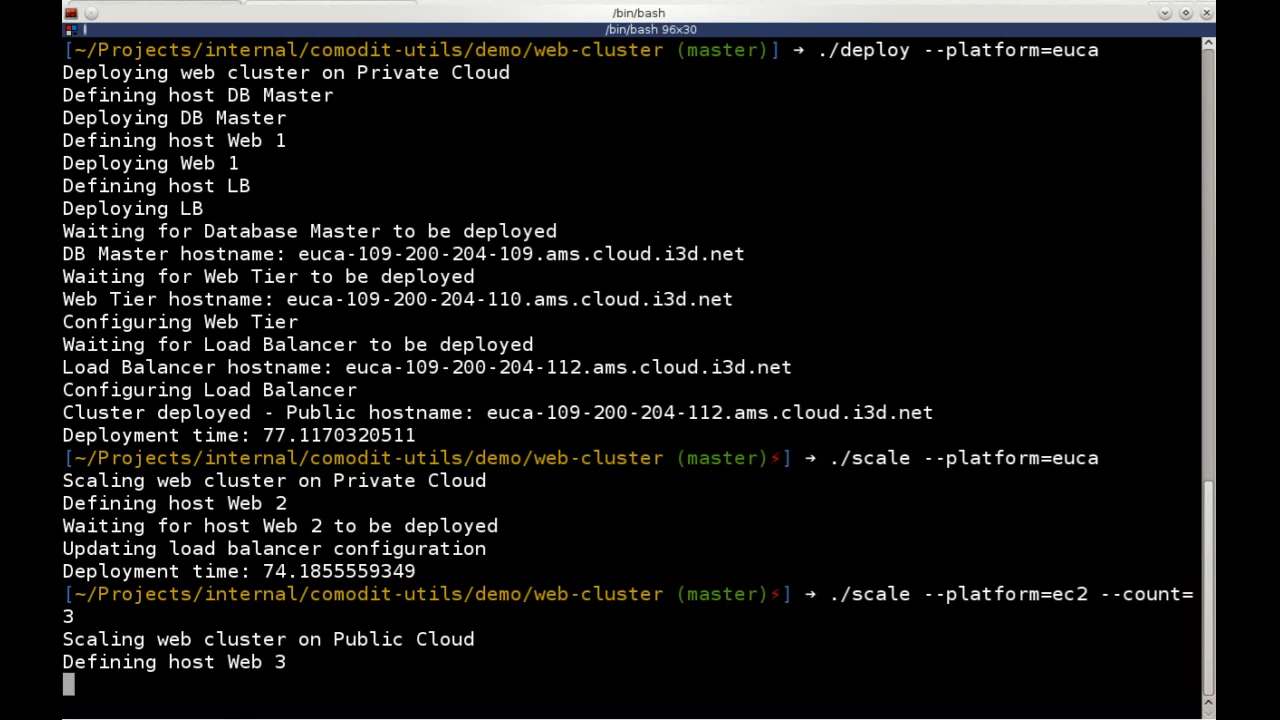 /bin/bash
/bin/bash 96x30
[~/Projects/internal/comodit-utils/demo/web-cluster (master)] → ./deploy --platform=euca
Deploying web cluster on Private Cloud
Defining host DB Master
Deploying DB Master
Defining host Web 1
Deploying Web 1
Defining host LB
Deploying LB
Waiting for Database Master to be deployed
DB Master hostname: euca-109-200-204-109.ams.cloud.i3d.net
Waiting for Web Tier to be deployed
Web Tier hostname: euca-109-200-204-110.ams.cloud.i3d.net
Configuring Web Tier
Waiting for Load Balancer to be deployed
Load Balancer hostname: euca-109-200-204-112.ams.cloud.i3d.net
Configuring Load Balancer
Cluster deployed - Public hostname: euca-109-200-204-112.ams.cloud.i3d.net
Deployment time: 77.1170320511
[~/Projects/internal/comodit-utils/demo/web-cluster (master)⚡] → ./scale --platform=euca
Scaling web cluster on Private Cloud
Defining host Web 2
Waiting for host Web 2 to be deployed
Updating load balancer configuration
Deployment time: 74.1855559349
[~/Projects/internal/comodit-utils/demo/web-cluster (master)⚡] → ./scale --platform=ec2 --count=
3
Scaling web cluster on Public Cloud
Defining host Web 3